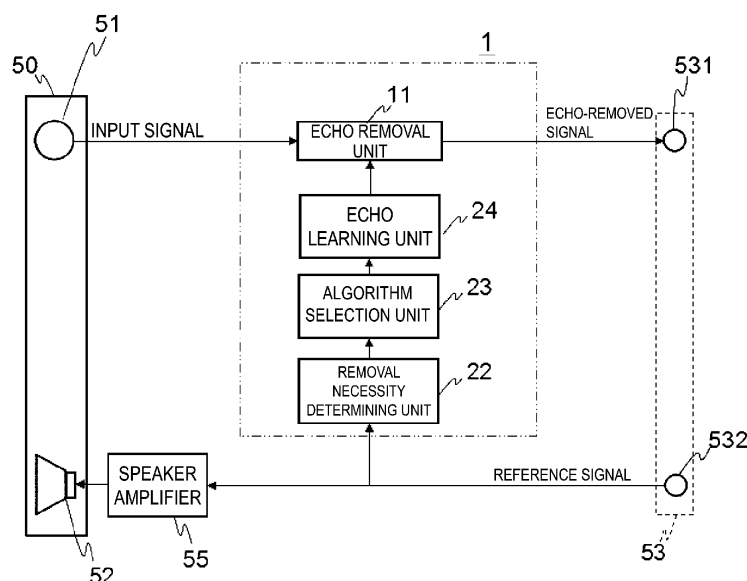 51
50
1
531
11
INPUT SIGNAL
ECHO REMOVAL
UNIT
ECHO-REMOVED
SIGNAL
ECHO
LEARNING UNIT
24
ALGORITHM
SELECTION UNIT
23
REMOVAL
NECESSITY
DETERMINING UNIT
22
SPEAKER
AMPLIFIER
REFERENCE SIGNAL
532
52
55
53